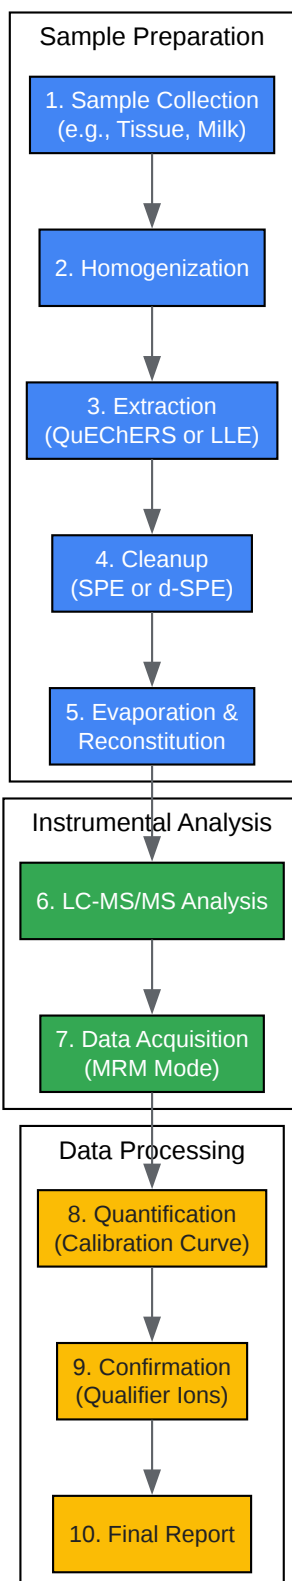 Sample Preparation
1. Sample Collection
(e.g., Tissue, Milk)
2. Homogenization
3. Extraction
(QuEChERS or LLE)
4. Cleanup
(SPE or d-SPE)
5. Evaporation &
Reconstitution
Instrumental Analysis
6. LC-MS/MS Analysis
7. Data Acquisition
(MRM Mode)
Data Processing
8. Quantification
(Calibration Curve)
9. Confirmation
(Qualifier Ions)
10. Final Report